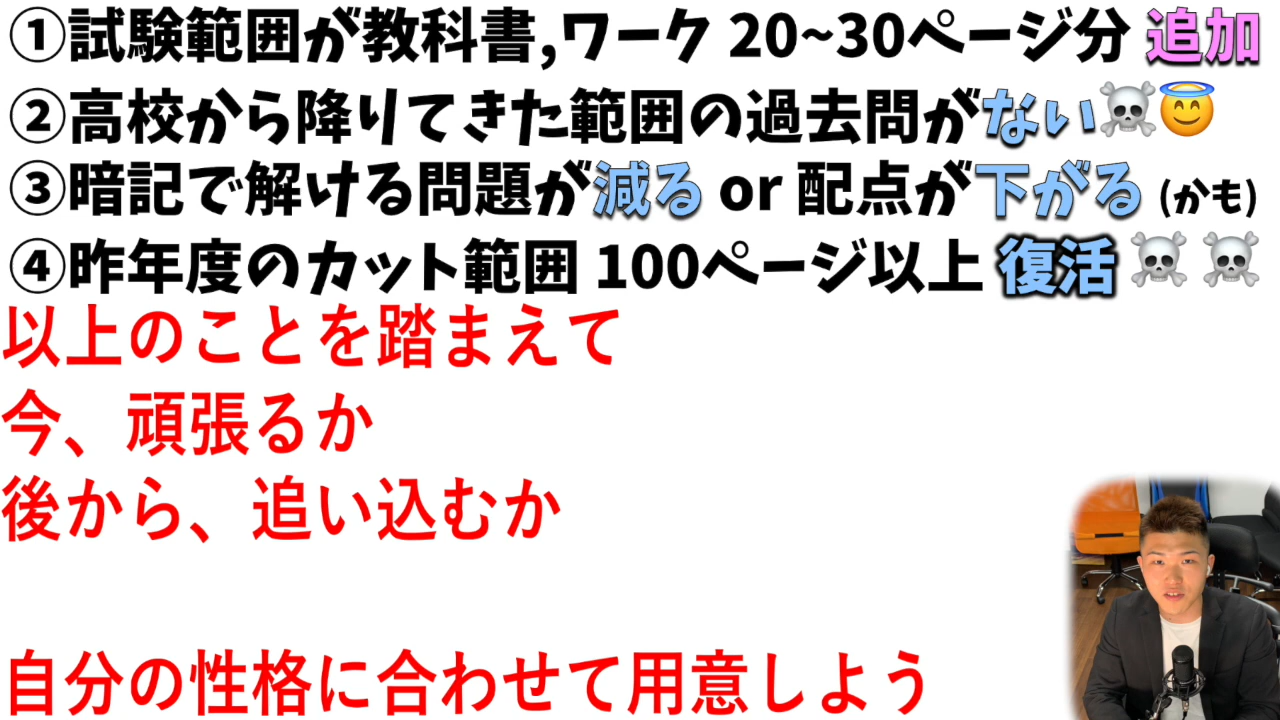 ①試験範囲が教科書,ワーク 20~30ページ分 追加
②高校から降りてきた範囲の過去問がない☠️😇
③暗記で解ける問題が減る or 配点が下がる (かも)
④昨年度のカット範囲 100ページ以上 復活 ☠️ ☠️
以上のことを踏まえて
今、頑張るか
後から、追い込むか
自分の性格に合わせて用意しよう